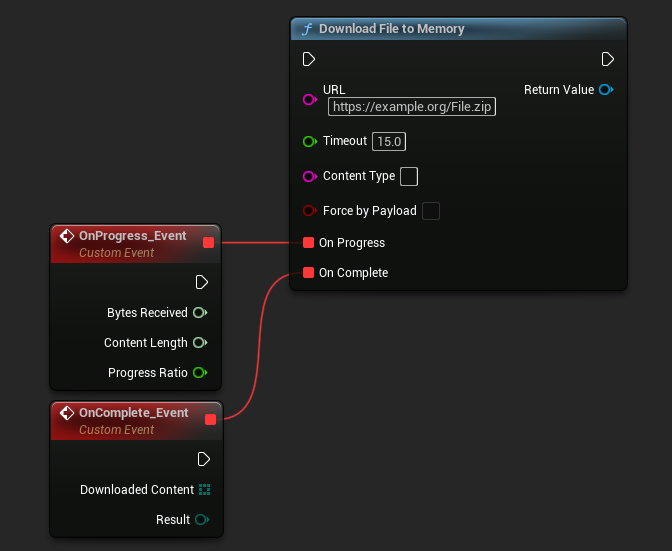 Download File to Memory
URL
Return Value
https://example.org/File.zip
Timeout 15.0
Content Type
Force by Payload
On Progress
On Complete
OnProgress_Event
Custom Event
Bytes Received
Content Length
Progress Ratio
OnComplete_Event
Custom Event
Downloaded Content
Result